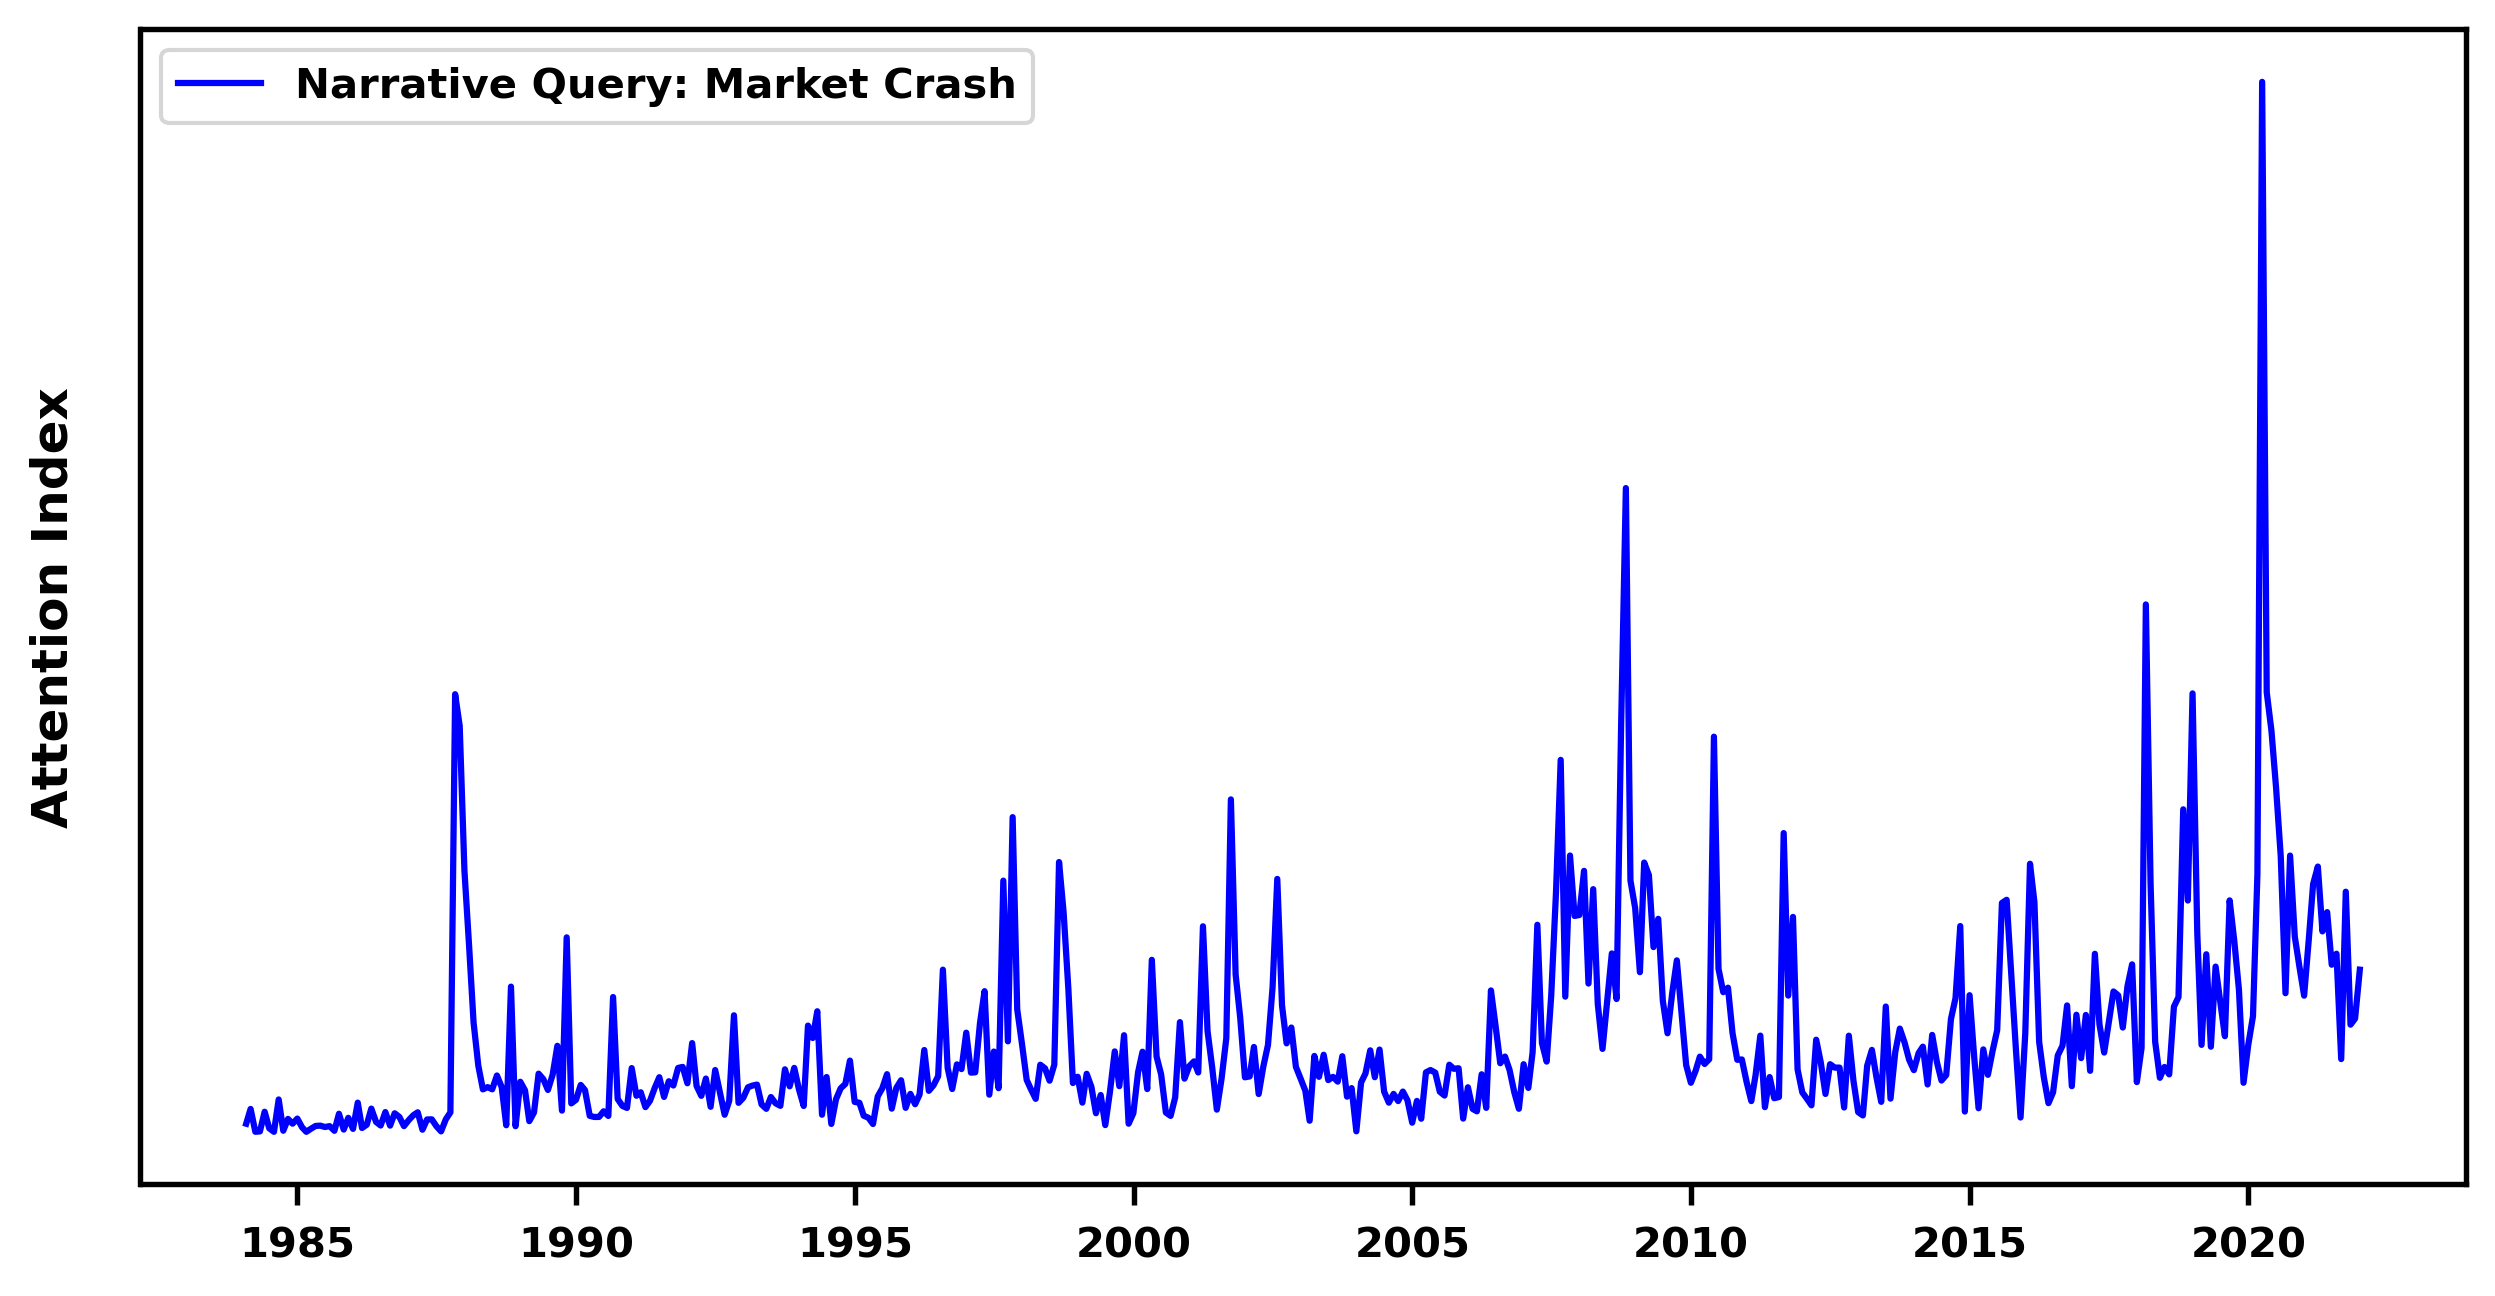 Narrative Query: Market Crash
Attention Index
1985 1990 1995 2000 2005 2010 2015 2020